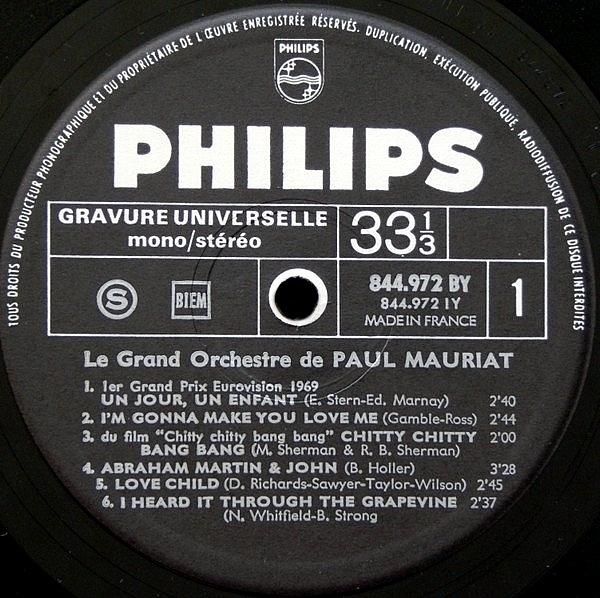 TOUS DROITS DU PRODUCTEUR PHONOGRAPHIQUE ET DU PROPRIÉTAIRE DE L'ŒUVRE ENREGISTRÉE RÉSERVÉS. DUPLICATION, EXÉCUTION PUBLIQUE, RADIODIFFUSION DE CE DISQUE INTERDITES
PHILIPS
PHILIPS
GRAVURE UNIVERSELLE
mono/stéréo
33 1/3
S
BIEM
844.972 BY
844.972 IY
MADE IN FRANCE
1
Le Grand Orchestre de PAUL MAURIAT
1. 1er Grand Prix Eurovision 1969
UN JOUR, UN ENFANT (E. Stern-Ed. Marnay) 2'40
2. I'M GONNA MAKE YOU LOVE ME (Gamble-Ross) 2'44
3. du film "Chitty chitty bang bang" CHITTY CHITTY 2'00
BANG BANG (M. Sherman & R. B. Sherman)
4. ABRAHAM MARTIN & JOHN (B. Holler) 3'28
5. LOVE CHILD (D. Richards-Sawyer-Taylor-Wilson) 2'45
6. I HEARD IT THROUGH THE GRAPEVINE 2'37
(N. Whitfield-B. Strong